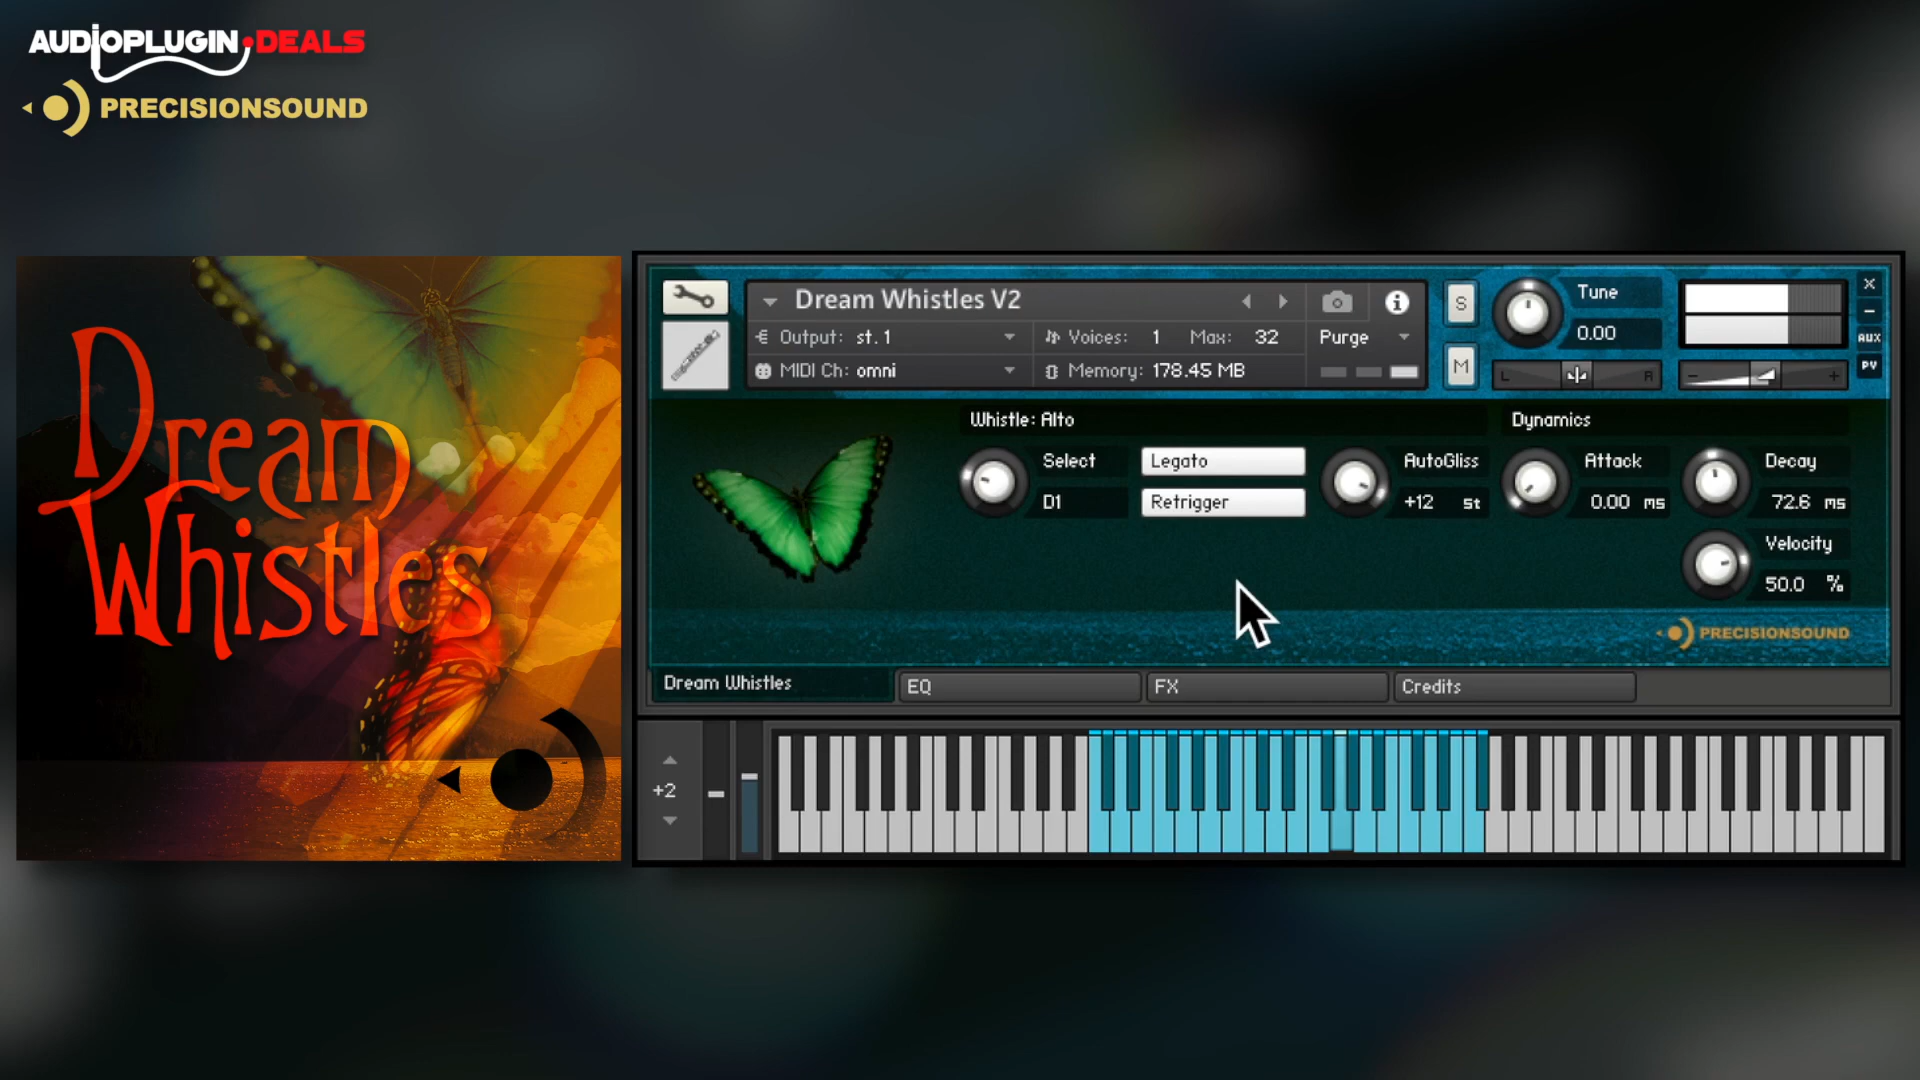 AUDIOPLUGIN.DEALS
PRECISIONSOUND
Dream
Whistles
Dream Whistles V2
Output: st. 1
Voices: 1 Max: 32
Purge
MIDI Ch: omni
Memory: 178.45 MB
S
M
Tune
0.00
L
R
-
+
X
-
AUX
PV
Whistle: Alto
Dynamics
Select
D1
Legato
Retrigger
AutoGliss
+12 st
Attack
0.00 ms
Decay
72.6 ms
Velocity
50.0 %
PRECISIONSOUND
Dream Whistles
EQ
FX
Credits
+2